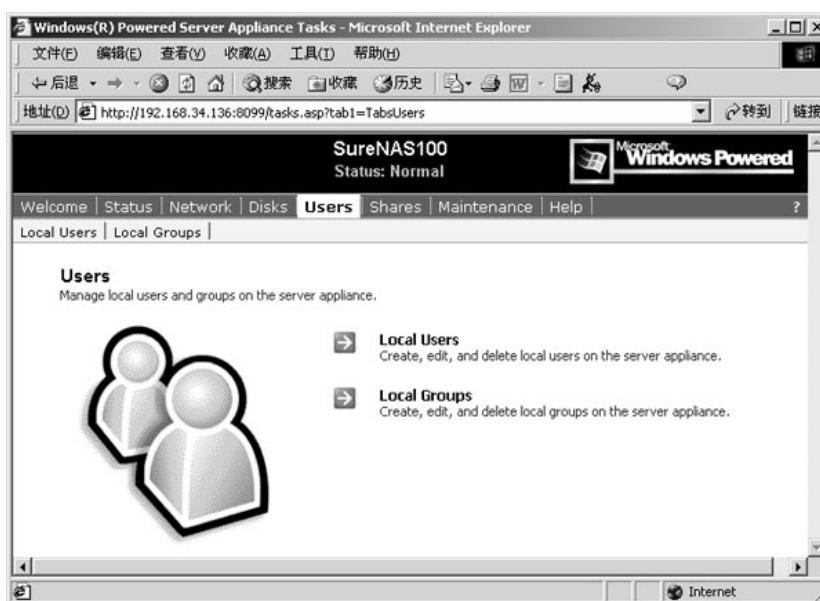 Windows(R) Powered Server Appliance Tasks - Microsoft Internet Explorer
文件(F) 编辑(E) 查看(V) 收藏(A) 工具(T) 帮助(H)
后退 搜索 收藏 历史
地址(D) http://192.168.34.136:8099/tasks.asp?tab1=TabsUsers 转到 链接
SureNAS100
Status: Normal
Microsoft
Windows Powered
Welcome | Status | Network | Disks | Users | Shares | Maintenance | Help | ?
Local Users | Local Groups |
Users
Manage local users and groups on the server appliance.
Local Users
Create, edit, and delete local users on the server appliance.
Local Groups
Create, edit, and delete local groups on the server appliance.
Internet